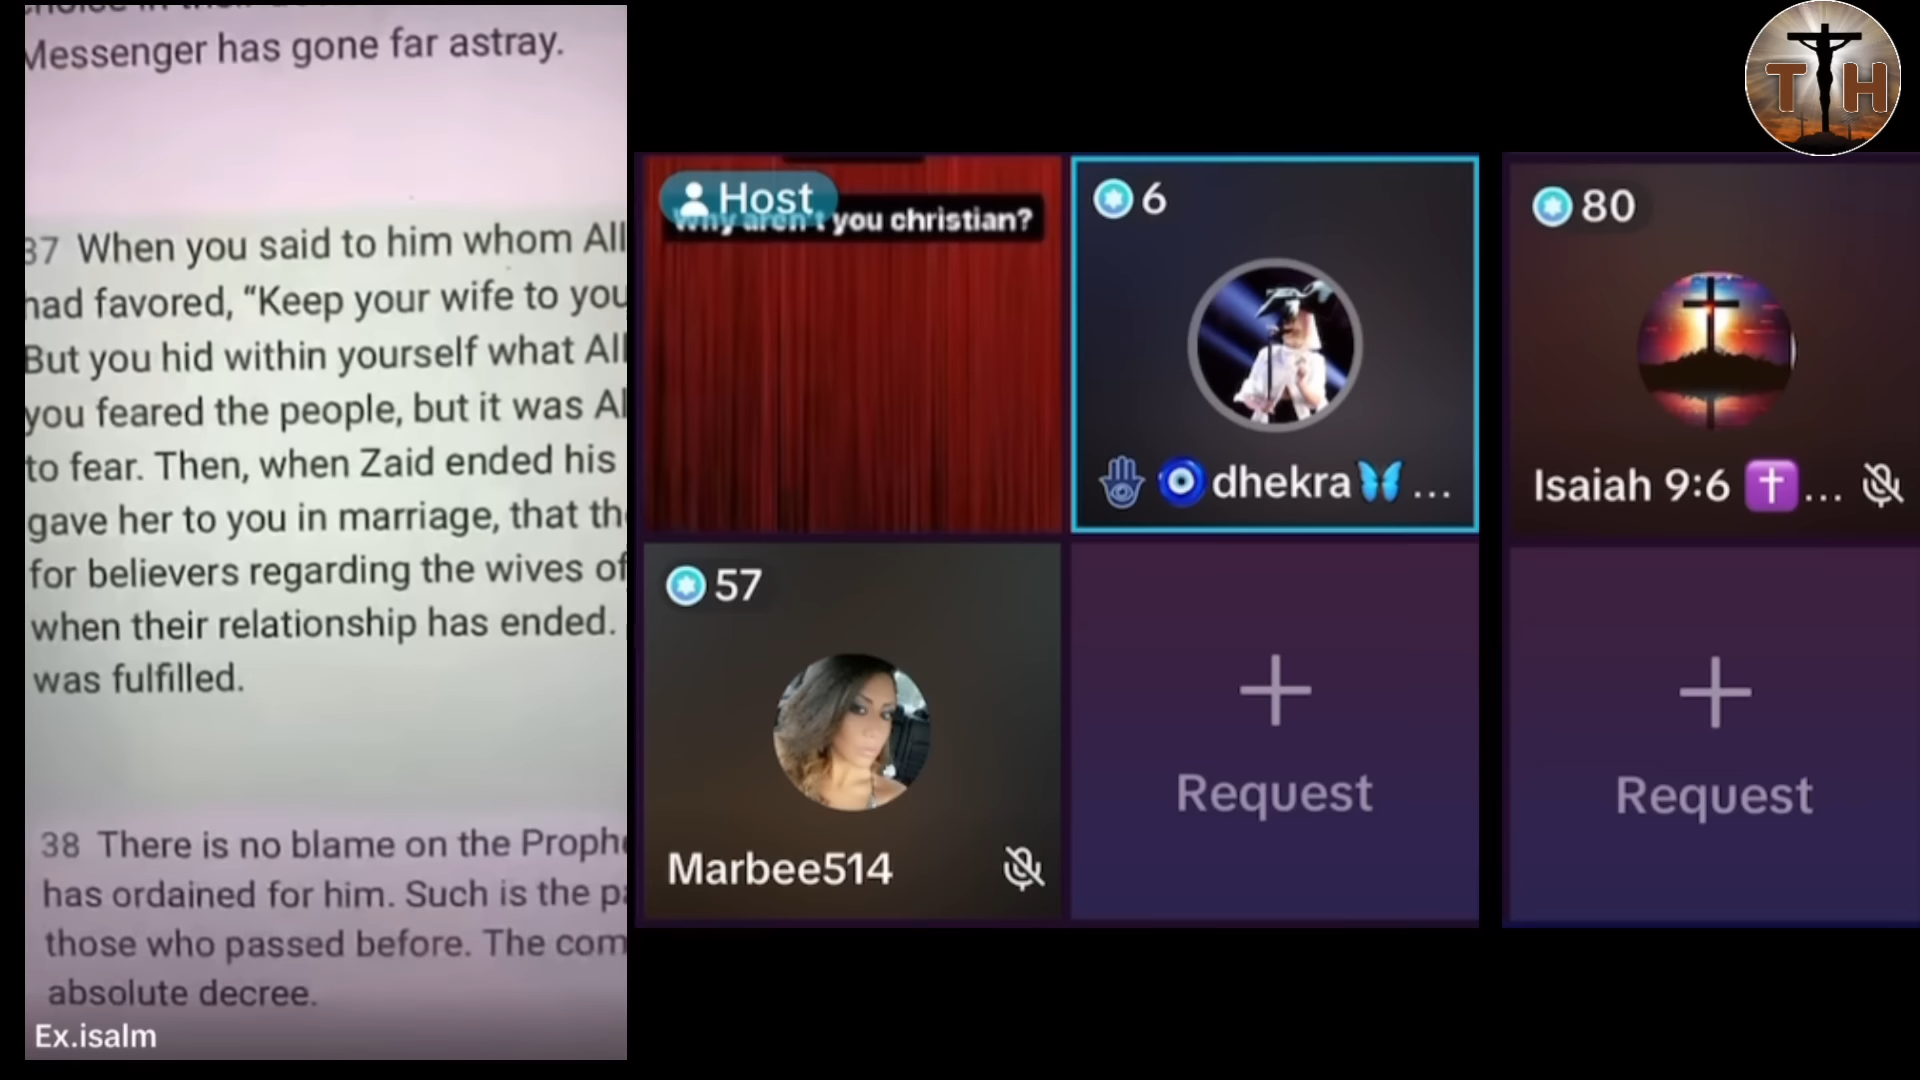 Messenger has gone far astray.
37 When you said to him whom All
had favored, “Keep your wife to you
But you hid within yourself what All
you feared the people, but it was Al
to fear. Then, when Zaid ended his
gave her to you in marriage, that th
for believers regarding the wives of
when their relationship has ended.
was fulfilled.
38 There is no blame on the Prophe
has ordained for him. Such is the pa
those who passed before. The com
absolute decree.
Ex.isalm
Host
Why aren't you christian?
6
dhekra ...
57
Marbee514
Request
80
Isaiah 9:6 ...
Request
T H